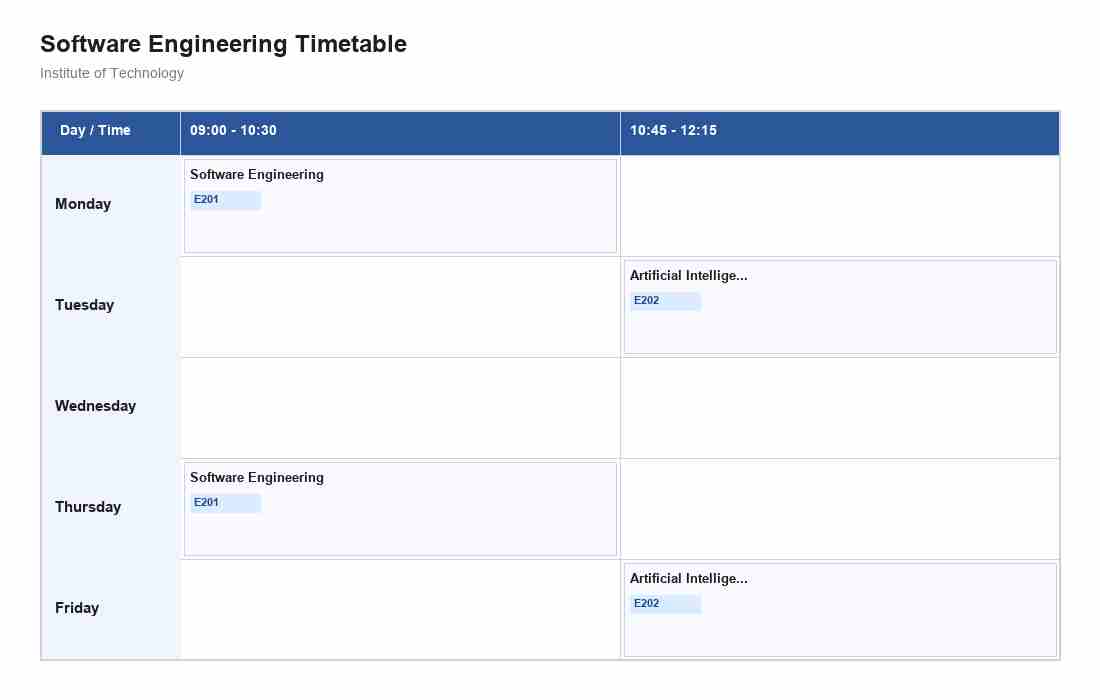 Software Engineering Timetable
Institute of Technology
Day / Time
09:00 - 10:30
10:45 - 12:15
Monday
Software Engineering
E201
Tuesday
Artificial Intellige...
E202
Wednesday
Thursday
Software Engineering
E201
Friday
Artificial Intellige...
E202